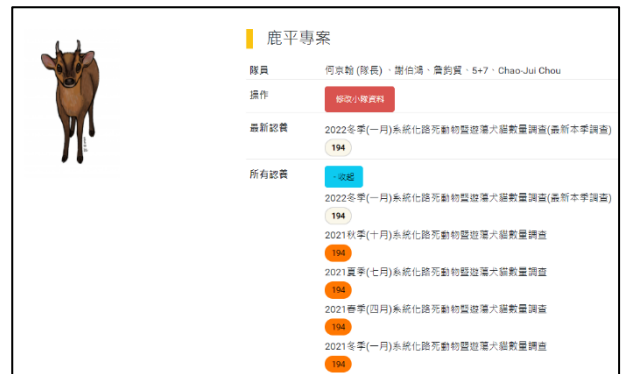 鹿平專案
隊員 何京翰 (隊長)、謝伯鴻、詹鈞貿、5+7、Chao-Jui Chou
操作 修改小隊資料
最新認養 2022冬季(一月)系統化路死動物暨遊蕩犬貓數量調查(最新本季調查)
194
所有認養 - 收起
2022冬季(一月)系統化路死動物暨遊蕩犬貓數量調查(最新本季調查)
194
2021秋季(十月)系統化路死動物暨遊蕩犬貓數量調查
194
2021夏季(七月)系統化路死動物暨遊蕩犬貓數量調查
194
2021春季(四月)系統化路死動物暨遊蕩犬貓數量調查
194
2021冬季(一月)系統化路死動物暨遊蕩犬貓數量調查
194